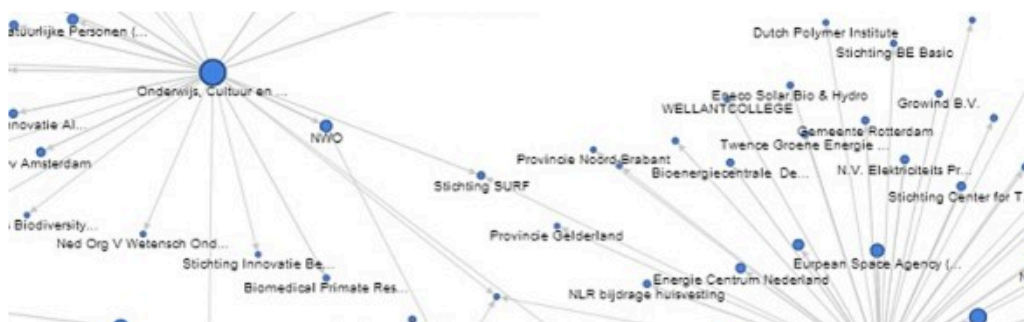 atuurlijke Personen (...
Dutch Polymer Institute
Stichting BE Basic
Onderwijs, Cultuur en ...
Eneco Solar,Bio & Hydro
WELLANTCOLLEGE
Growind B.V.
nnovatie Al...
NWO
Gemeente Rotterdam
Twence Groene Energie ...
v Amsterdam
Provincie Noord Brabant
Bioenergiecentrale De...
N.V. Elektriciteits Pr...
Stichting SURF
Stichting Center for T
Biodiversity...
Ned Org V Wetensch Ond...
Provincie Gelderland
Stichting Innovatie Be...
Eurpean Space Agency (...
Biomedical Primate Res...
Energie Centrum Nederland
NLR bijdrage huisvesting